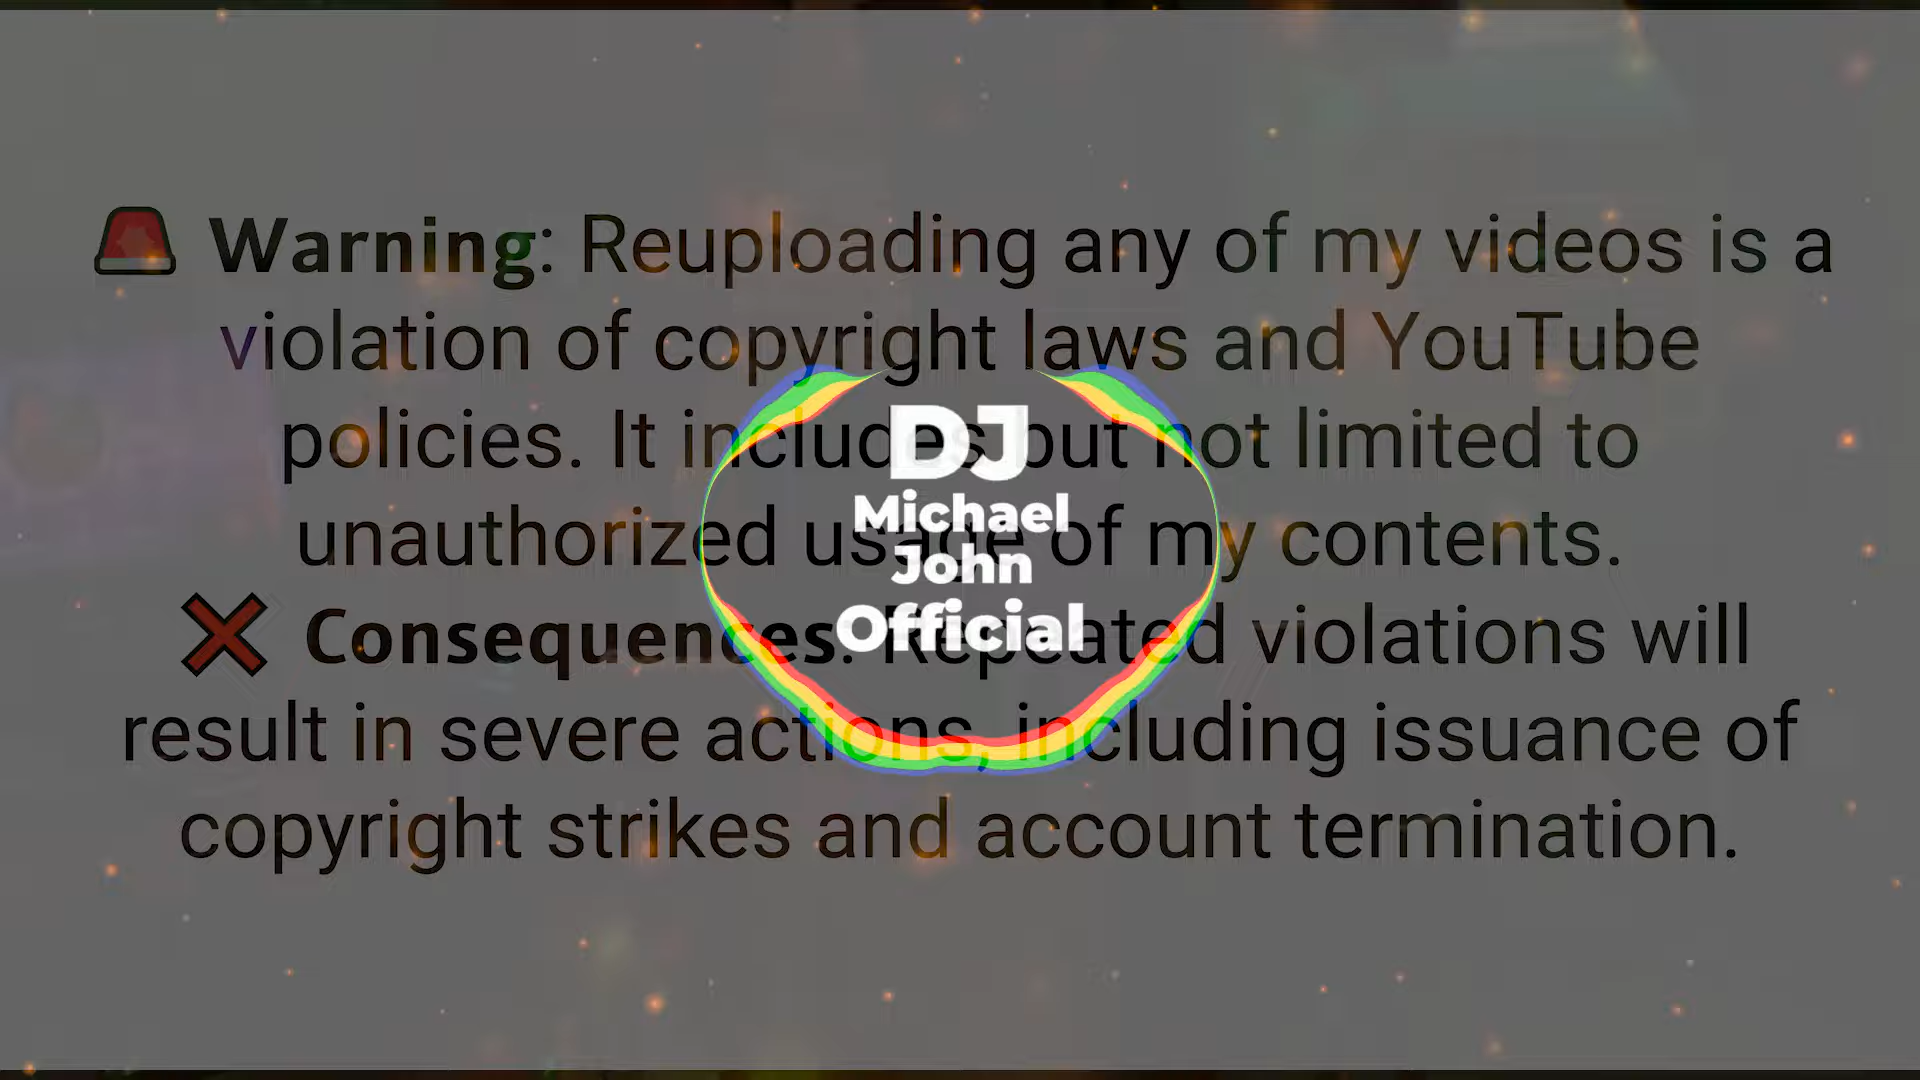 🚨 Warning: Reuploading any of my videos is a
violation of copyright laws and YouTube
policies. It includes but not limited to
unauthorized usage of my contents.
❌ Consequences: Repeated violations will
result in severe actions, including issuance of
copyright strikes and account termination.
DJ
Michael
John
Official